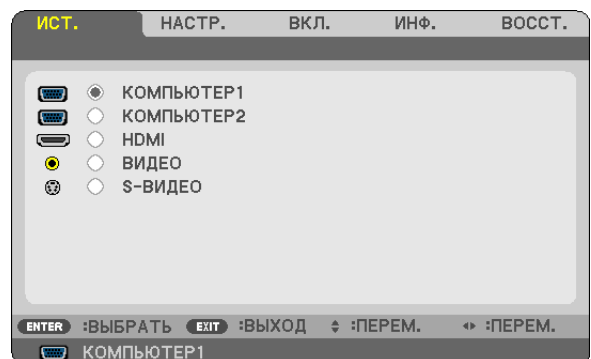 ИСТ. НАСТР. ВКЛ. ИНФ. ВОССТ.
КОМПЬЮТЕР1
КОМПЬЮТЕР2
HDMI
ВИДЕО
S-ВИДЕО
ENTER :ВЫБРАТЬ EXIT :ВЫХОД :ПЕРЕМ. :ПЕРЕМ.
КОМПЬЮТЕР1